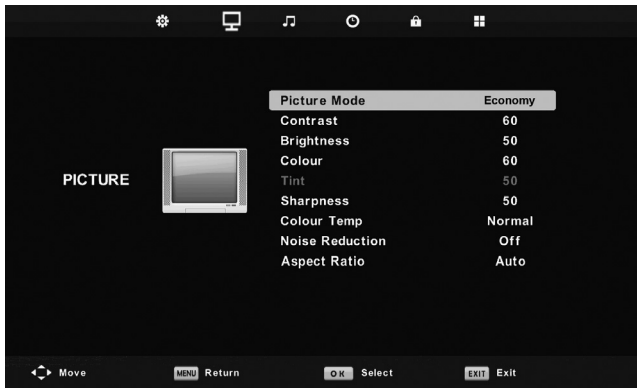 Picture Mode Economy
Contrast 60
Brightness 50
Colour 60
Tint 50
PICTURE
Sharpness 50
Colour Temp Normal
Noise Reduction Off
Aspect Ratio Auto
Move MENU Return OK Select EXIT Exit